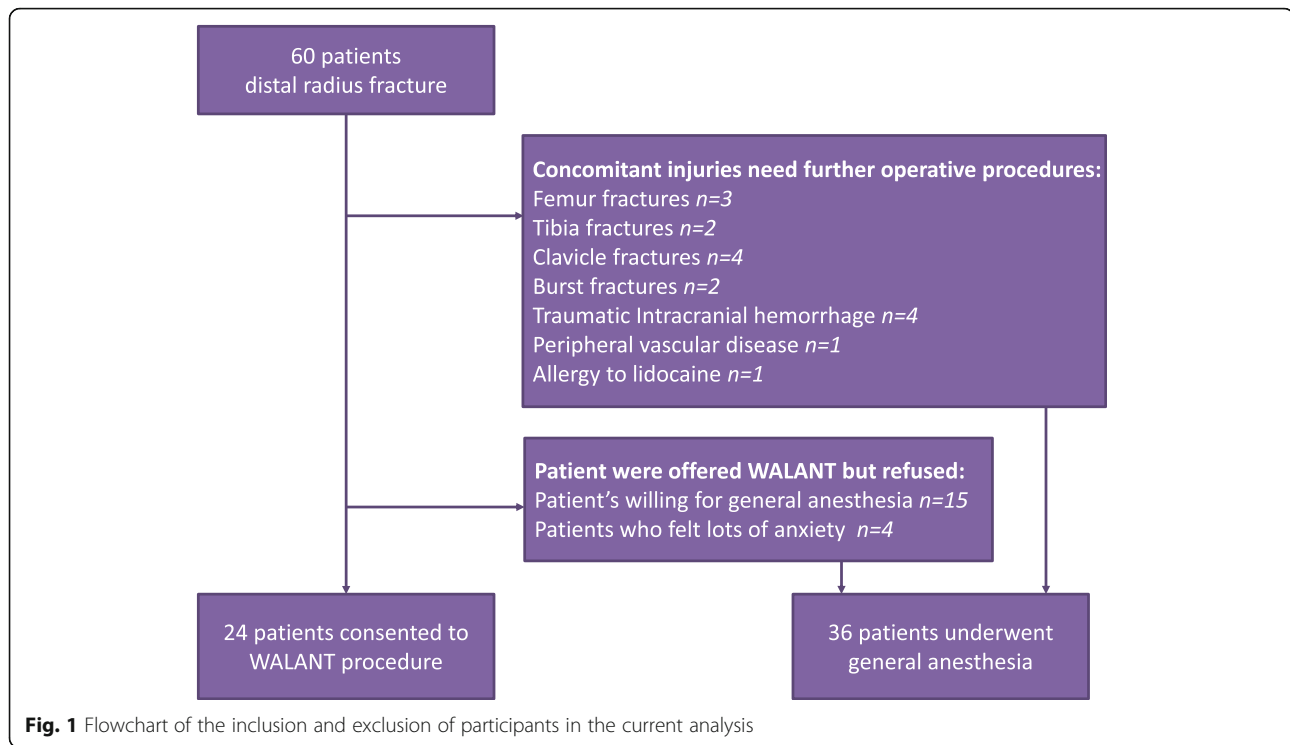 60 patients
distal radius fracture
Concomitant injuries need further operative procedures:
Femur fractures n=3
Tibia fractures n=2
Clavicle fractures n=4
Burst fractures n=2
Traumatic Intracranial hemorrhage n=4
Peripheral vascular disease n=1
Allergy to lidocaine n=1
Patient were offered WALANT but refused:
Patient's willing for general anesthesia n=15
Patients who felt lots of anxiety n=4
24 patients consented to
WALANT procedure
36 patients underwent
general anesthesia
Fig. 1 Flowchart of the inclusion and exclusion of participants in the current analysis